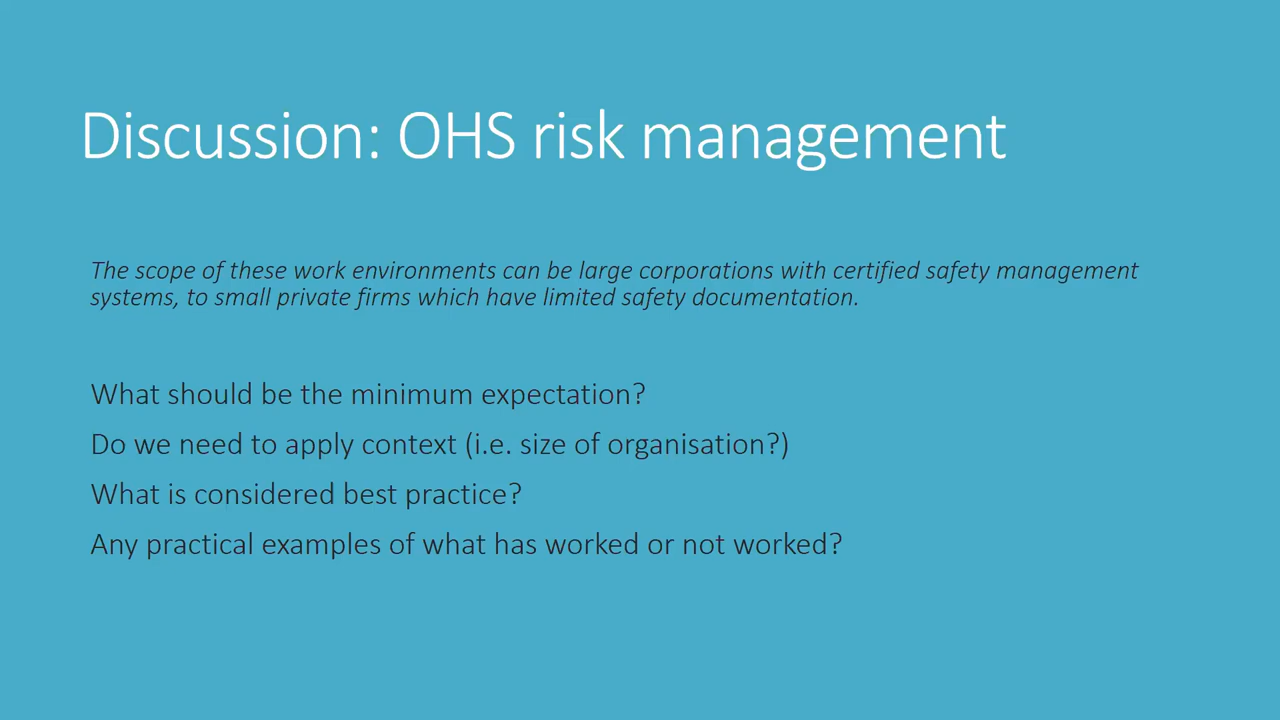 Discussion: OHS risk management
The scope of these work environments can be large corporations with certified safety management
systems, to small private firms which have limited safety documentation.
What should be the minimum expectation?
Do we need to apply context (i.e. size of organisation?)
What is considered best practice?
Any practical examples of what has worked or not worked?